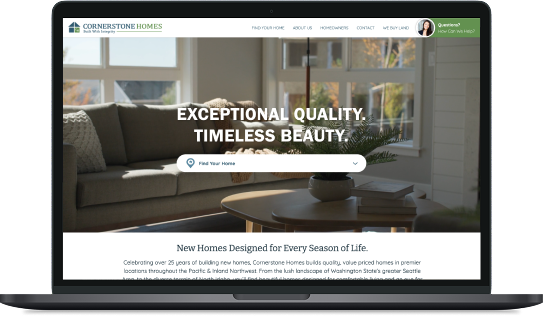 CORNERSTONE HOMES
Built With Integrity
FIND YOUR HOME ABOUT US HOMEOWNERS CONTACT WE BUY LAND
Questions?
How can we help?
EXCEPTIONAL QUALITY.
TIMELESS BEAUTY.
Find Your Home
New Homes Designed for Every Season of Life.
Celebrating over 25 years of building new homes, Cornerstone Homes builds quality, value priced homes in premier
locations throughout the Pacific & Inland Northwest. From the lush landscape of Washington State's greater Seattle